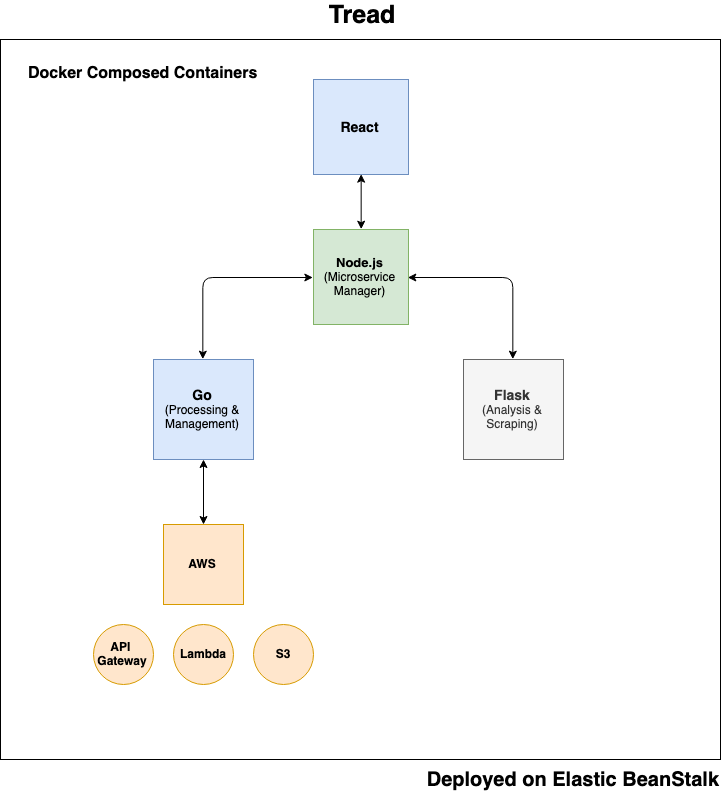 Tread
Docker Composed Containers
React
Node.js
(Microservice
Manager)
Go
(Processing &
Management)
Flask
(Analysis &
Scraping)
AWS
API
Gateway
Lambda
S3
Deployed on Elastic BeanStalk